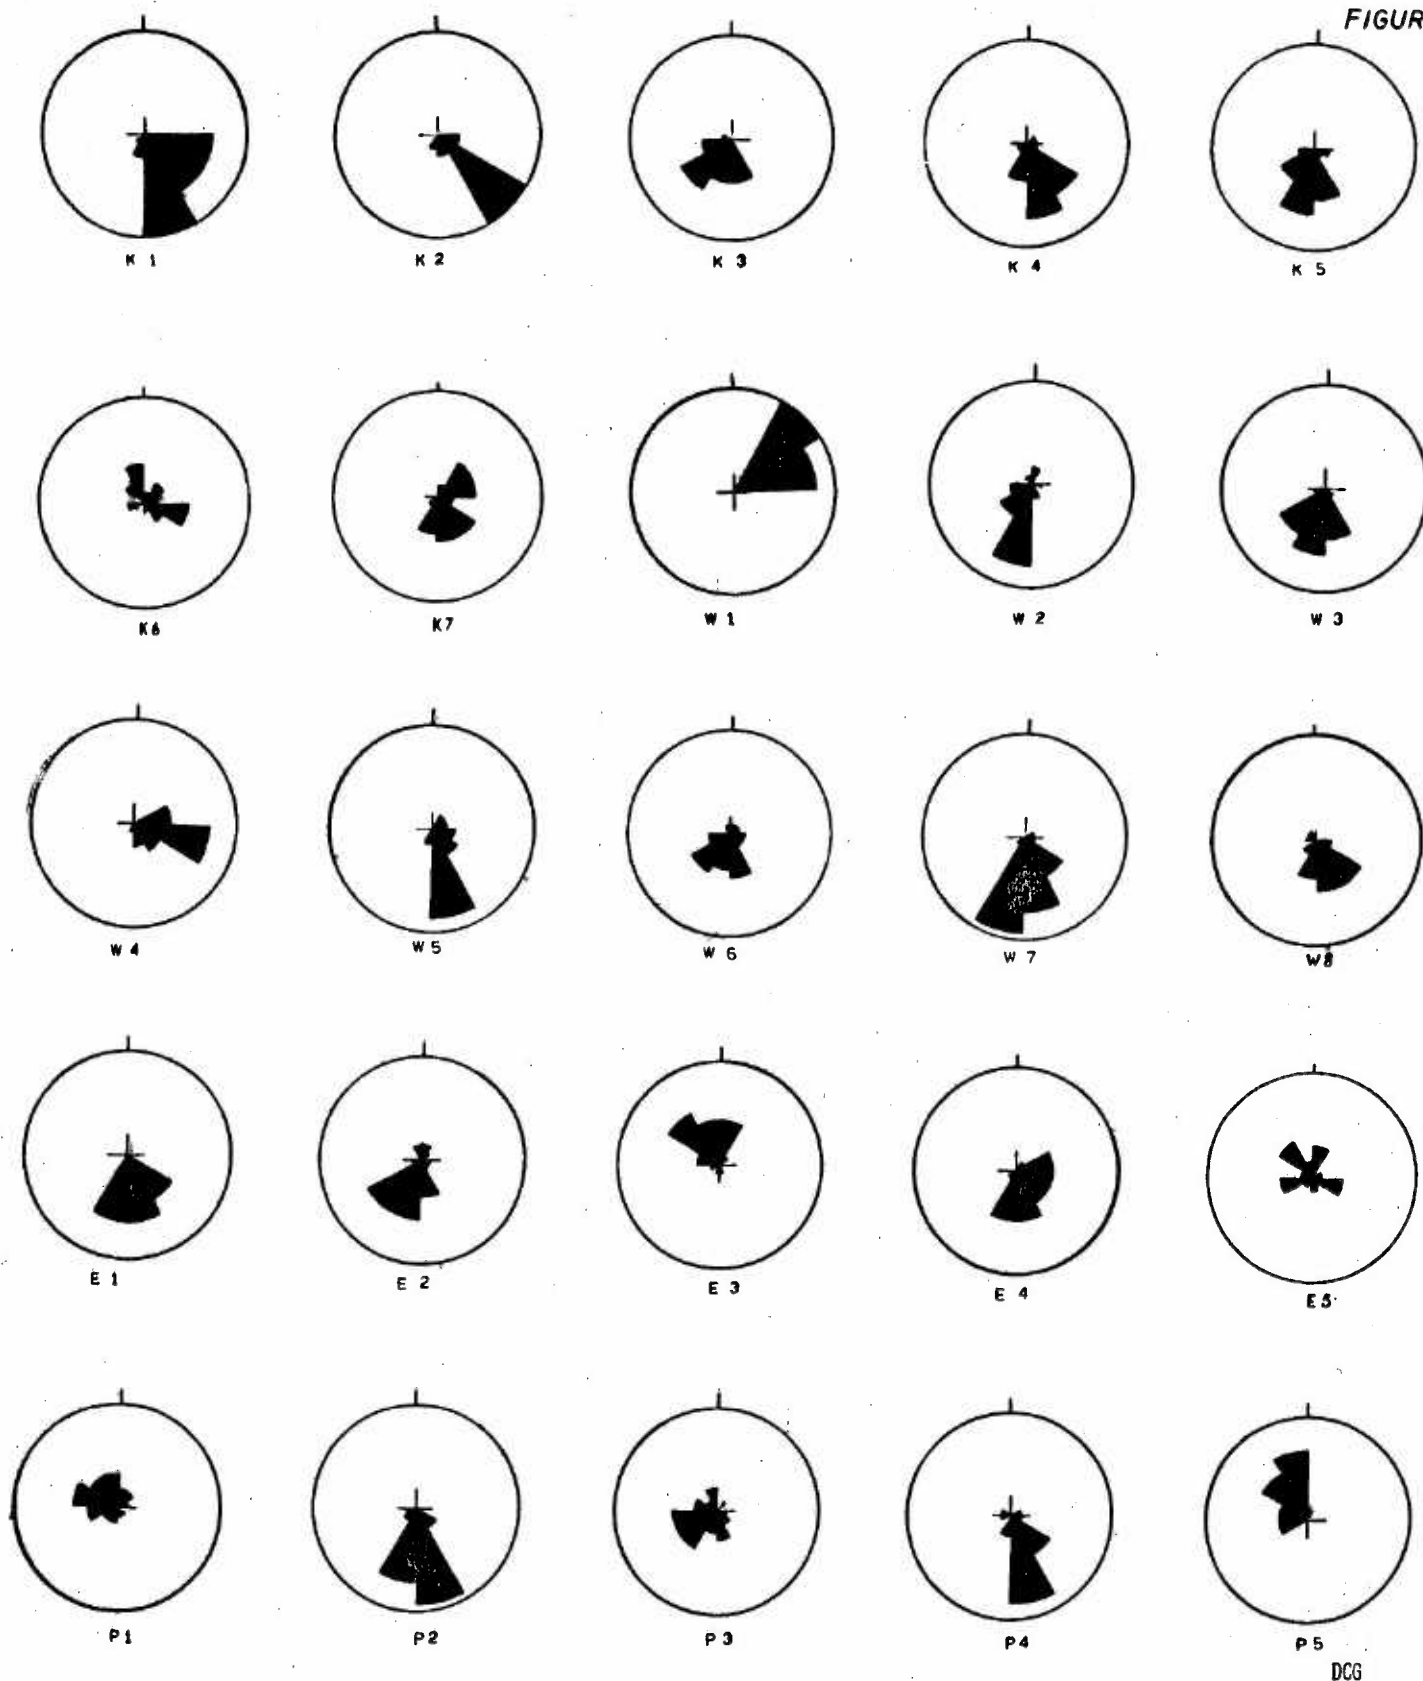 FIGUR
K 1 K 2 K 3 K 4 K 5
K6 K7 W 1 W 2 W 3
W 4 W 5 W 6 W 7 W8
E 1 E 2 E 3 E 4 E5
P1 P2 P3 P4 P5
DCG